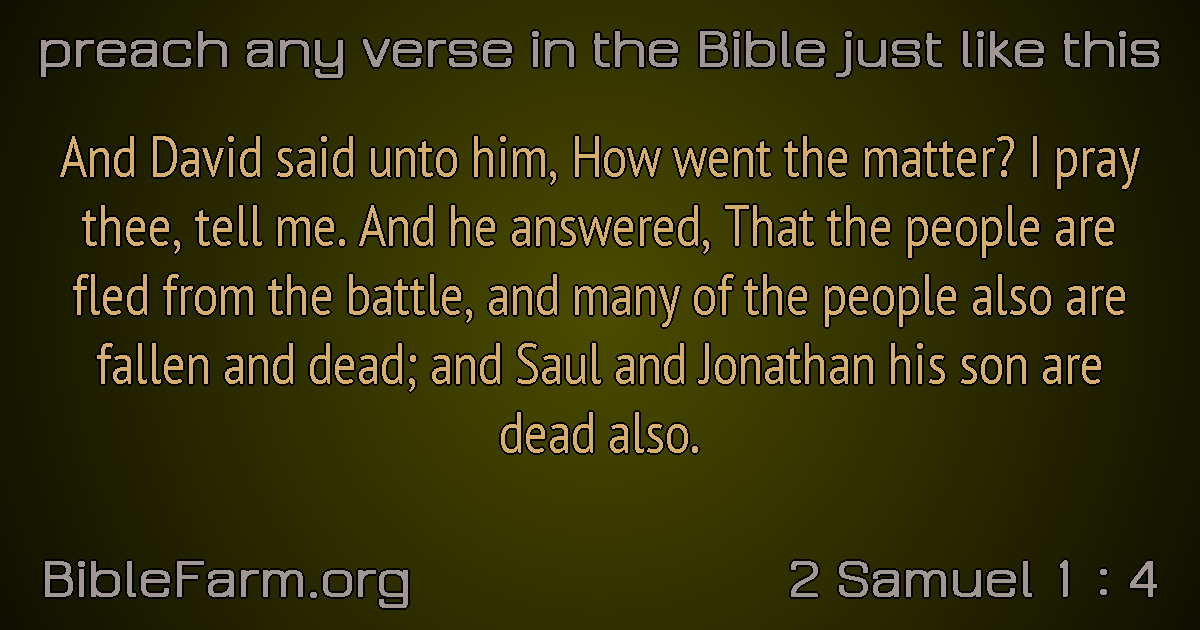 preach any verse in the Bible just like this
And David said unto him, How went the matter? I pray
thee, tell me. And he answered, That the people are
fled from the battle, and many of the people also are
fallen and dead; and Saul and Jonathan his son are
dead also.
BibleFarm.org
2 Samuel 1 : 4